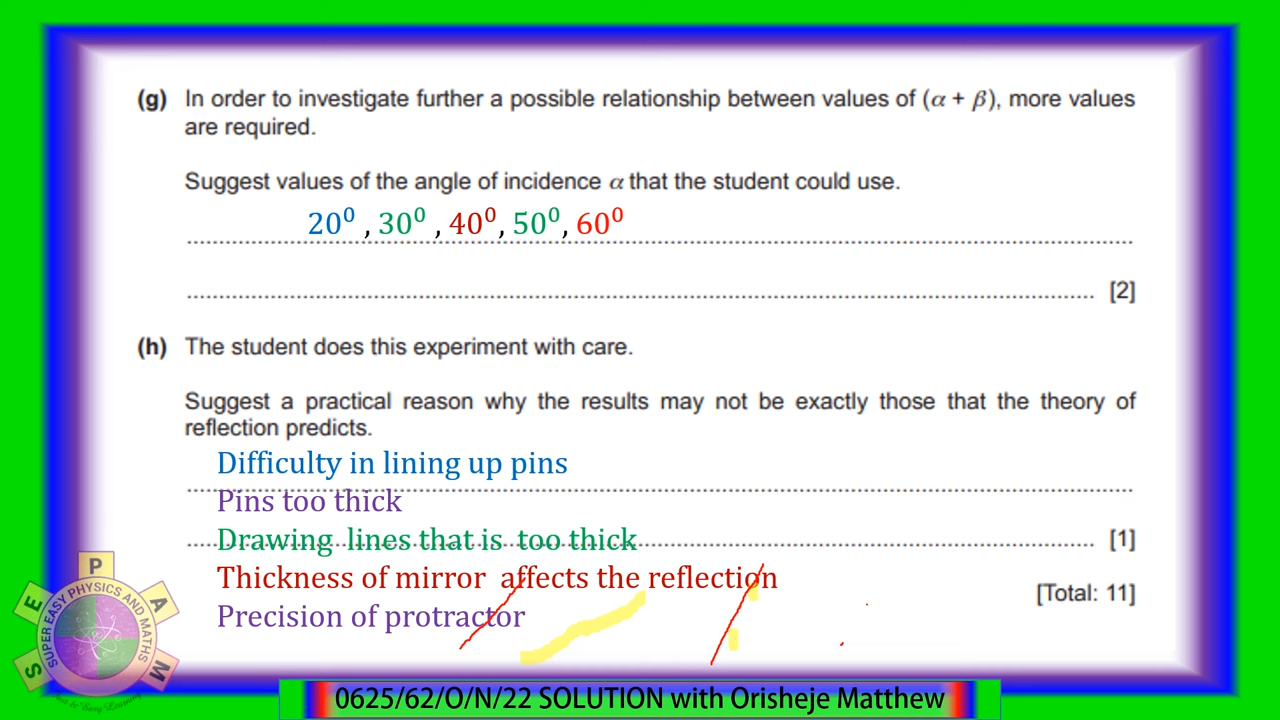 (g) In order to investigate further a possible relationship between values of (α + β), more values
are required.
Suggest values of the angle of incidence α that the student could use.
20⁰ , 30⁰ , 40⁰, 50⁰, 60⁰
[2]
(h) The student does this experiment with care.
Suggest a practical reason why the results may not be exactly those that the theory of
reflection predicts.
Difficulty in lining up pins
Pins too thick
Drawing lines that is too thick
[1]
Thickness of mirror affects the reflection
[Total: 11]
Precision of protractor
S E P A M
SUPER EASY PHYSICS AND MATHS
0625/62/O/N/22 SOLUTION with Orisheje Matthew